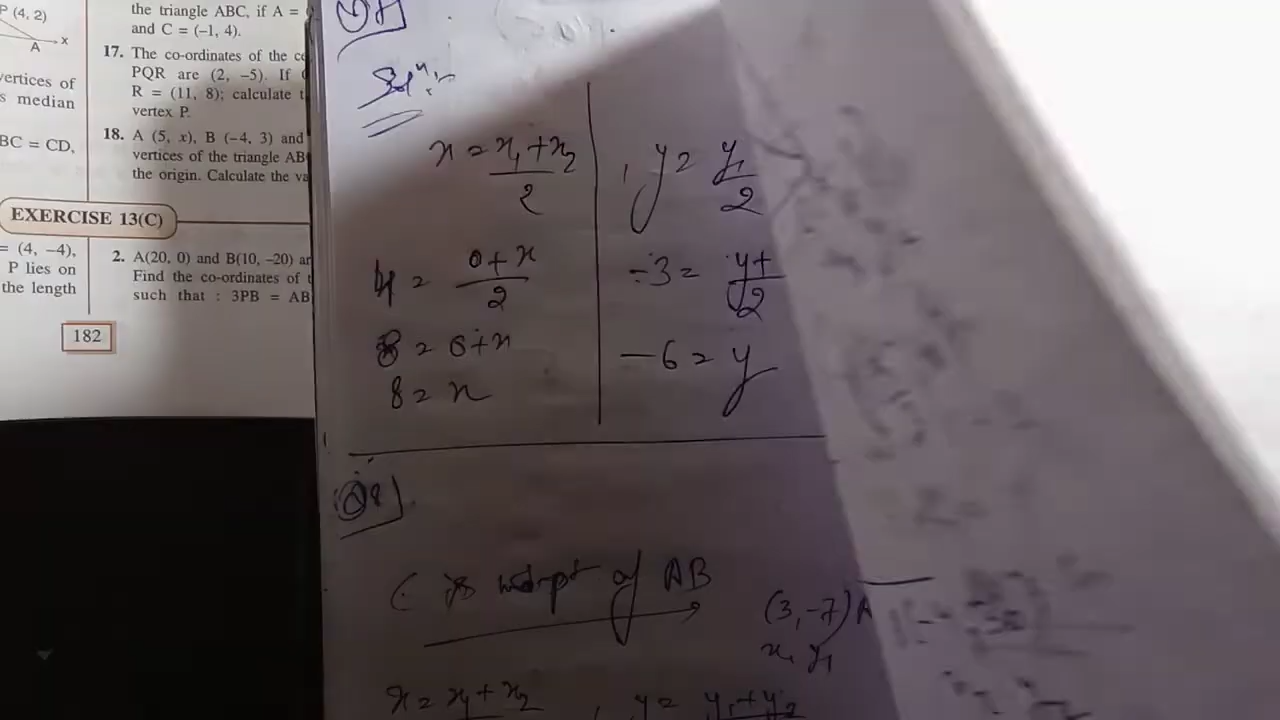 P (4, 2)
A
x
vertices of
s median
BC = CD,
the triangle ABC, if A =
and C = (-1, 4).
17. The co-ordinates of the ce
PQR are (2, -5). If
R = (11, 8); calculate t
vertex P.
18. A (5, x), B (-4, 3) and
vertices of the triangle AB
the origin. Calculate the va
EXERCISE 13(C)
= (4, -4),
P lies on
the length
2. A(20, 0) and B(10, -20) ar
Find the co-ordinates of t
such that : 3PB = AB
182
Solⁿ:-
x = x₁ + x₂ / 2 , y = y₁ / 2
4 = 0 + x / 2
-3 = y + / 2
8 = 0 + x
-6 = y
8 = x
Q8
C is midpt of AB
(3, -7) A
x₁ y₁
x = x₁ + x₂ , y = y₁ + y₂